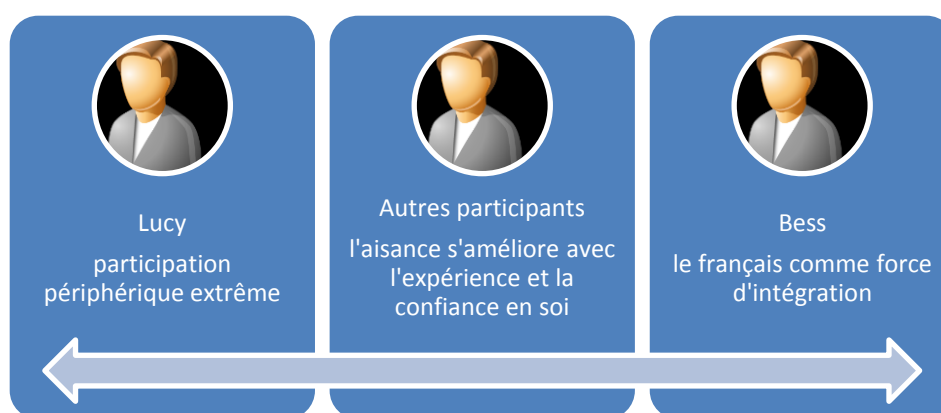 Lucy
participation
périphérique extrême
Autres participants
l'aisance s'améliore avec
l'expérience et la
confiance en soi
Bess
le français comme force
d'intégration